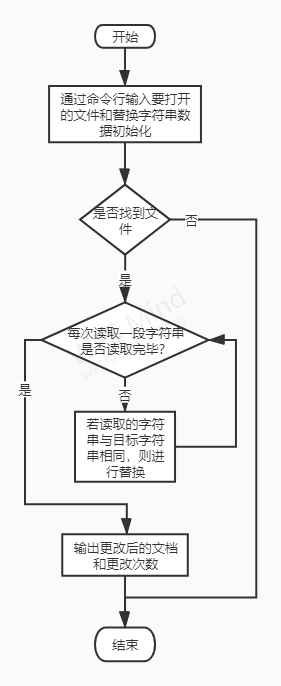 开始
通过命令行输入要打开
的文件和替换字符串数
据初始化
是否找到文
件
否
是
每次读取一段字符串
是否读取完毕？
是
否
若读取的字符
串与目标字符
串相同，则进
行替换
输出更改后的文档
和更改次数
结束